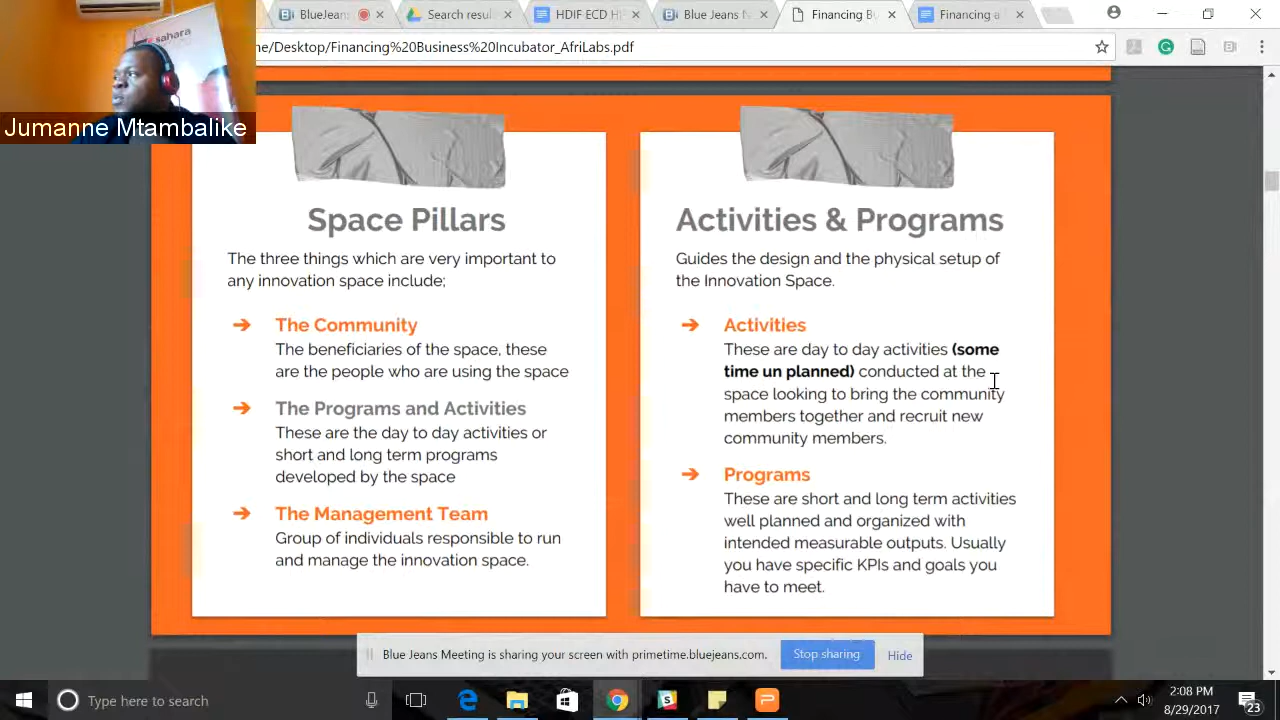 BlueJeans
Search resul
HDIF ECD HI
Blue Jeans N
Financing B
Financing a
me/Desktop/Financing%20Business%20Incubator_AfriLabs.pdf
sahara
Jumanne Mtambalike
Space Pillars
The three things which are very important to
any innovation space include;
The Community
The beneficiaries of the space, these
are the people who are using the space
The Programs and Activities
These are the day to day activities or
short and long term programs
developed by the space
The Management Team
Group of individuals responsible to run
and manage the innovation space.
Activities & Programs
Guides the design and the physical setup of
the Innovation Space.
Activities
These are day to day activities (some
time un planned) conducted at the
space looking to bring the community
members together and recruit new
community members.
Programs
These are short and long term activities
well planned and organized with
intended measurable outputs. Usually
you have specific KPIs and goals you
have to meet.
Blue Jeans Meeting is sharing your screen with primetime.bluejeans.com.
Stop sharing
Hide
Type here to search
2:08 PM
8/29/2017
23